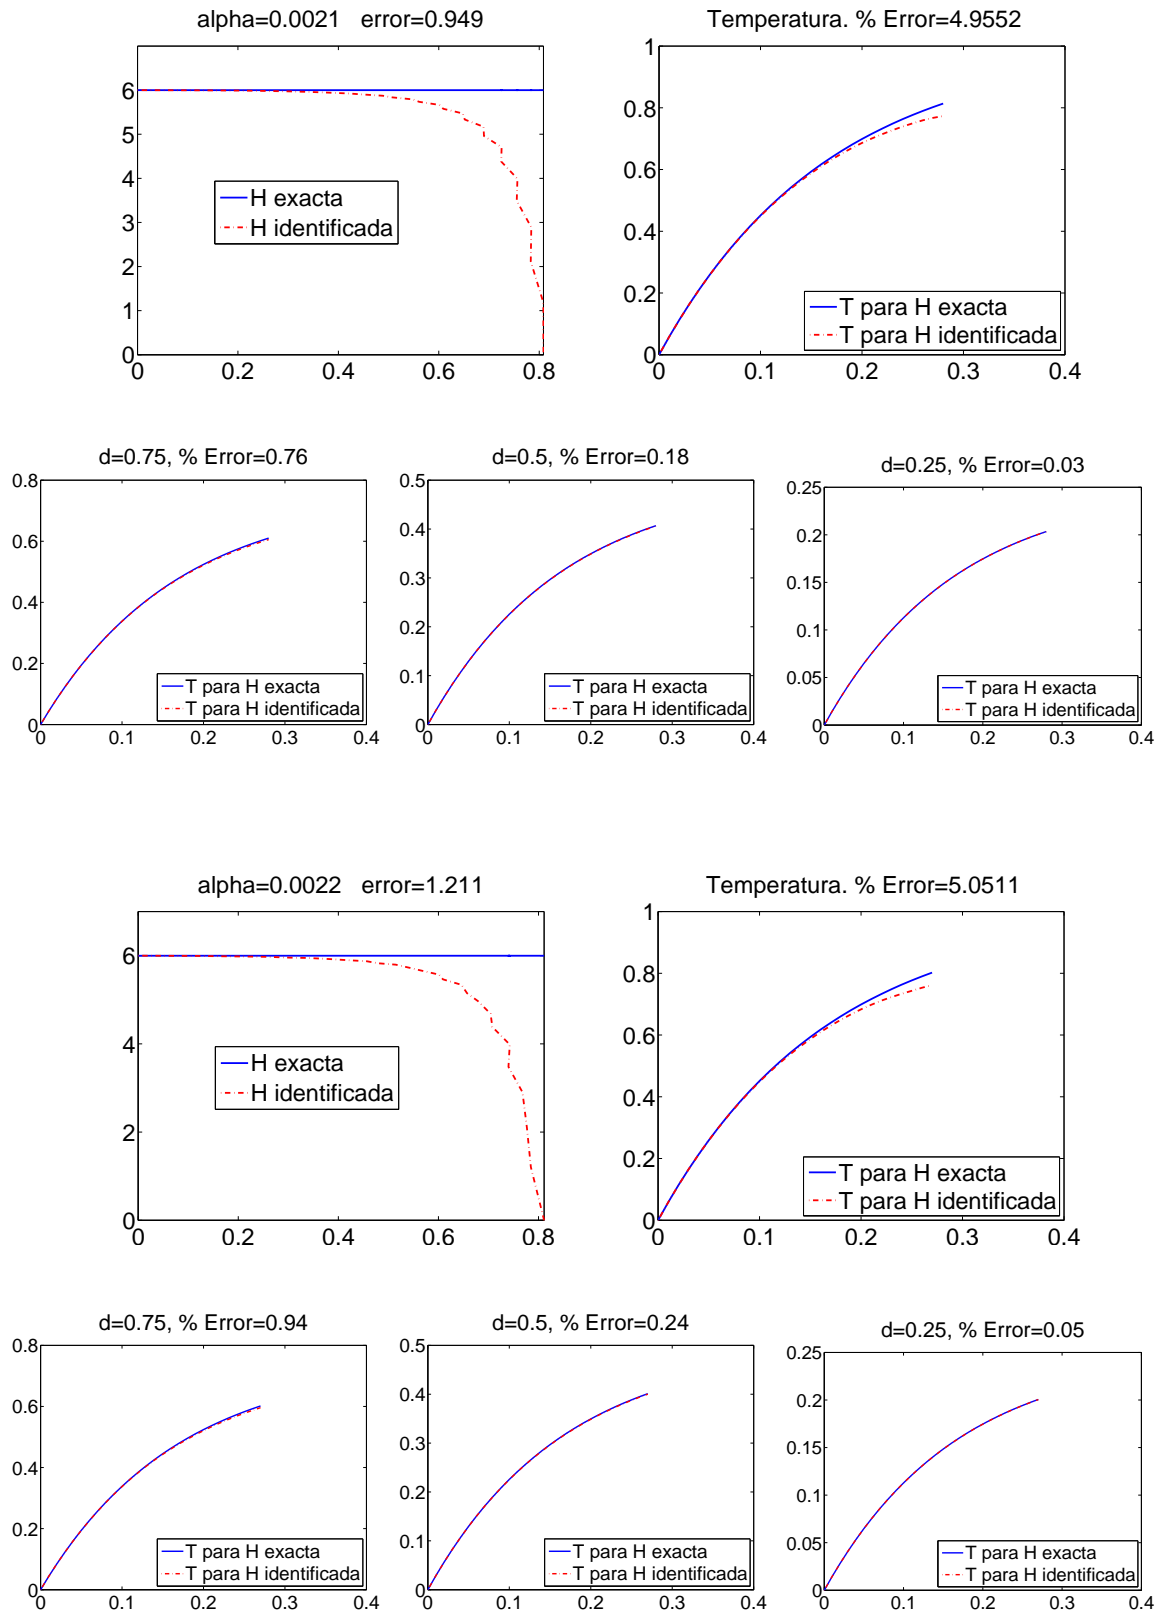 alpha=0.0021 error=0.949
6
5
4
3
2
1
0
0 0.2 0.4 0.6 0.8
H exacta
H identificada
Temperatura. % Error=4.9552
1
0.8
0.6
0.4
0.2
0
0 0.1 0.2 0.3 0.4
T para H exacta
T para H identificada
d=0.75, % Error=0.76
0.8
0.6
0.4
0.2
0
0 0.1 0.2 0.3 0.4
T para H exacta
T para H identificada
d=0.5, % Error=0.18
0.5
0.4
0.3
0.2
0.1
0
0 0.1 0.2 0.3 0.4
T para H exacta
T para H identificada
d=0.25, % Error=0.03
0.25
0.2
0.15
0.1
0.05
0
0 0.1 0.2 0.3 0.4
T para H exacta
T para H identificada
alpha=0.0022 error=1.211
6
4
2
0
0 0.2 0.4 0.6 0.8
H exacta
H identificada
Temperatura. % Error=5.0511
1
0.8
0.6
0.4
0.2
0
0 0.1 0.2 0.3 0.4
T para H exacta
T para H identificada
d=0.75, % Error=0.94
0.8
0.6
0.4
0.2
0
0 0.1 0.2 0.3 0.4
T para H exacta
T para H identificada
d=0.5, % Error=0.24
0.5
0.4
0.3
0.2
0.1
0
0 0.1 0.2 0.3 0.4
T para H exacta
T para H identificada
d=0.25, % Error=0.05
0.25
0.2
0.15
0.1
0.05
0
0 0.1 0.2 0.3 0.4
T para H exacta
T para H identificada